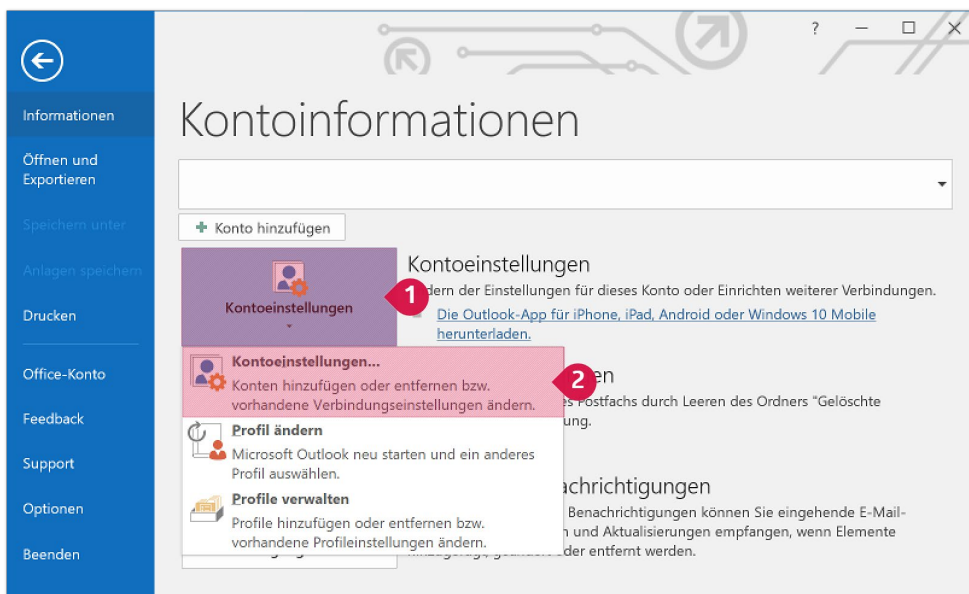 ?
Informationen
Öffnen und
Exportieren
Speichern unter
Anlagen speichern
Drucken
Office-Konto
Feedback
Support
Optionen
Beenden
Kontoinformationen
Konto hinzufügen
Kontoeinstellungen
1
Kontoeinstellungen
dern der Einstellungen für dieses Konto oder Einrichten weiterer Verbindungen.
Die Outlook-App für iPhone, iPad, Android oder Windows 10 Mobile
herunterladen.
Kontoeinstellungen...
Konten hinzufügen oder entfernen bzw.
vorhandene Verbindungseinstellungen ändern.
2
Profil ändern
Microsoft Outlook neu starten und ein anderes
Profil auswählen.
Profile verwalten
Profile hinzufügen oder entfernen bzw.
vorhandene Profileinstellungen ändern.
en
es Postfachs durch Leeren des Ordners "Gelöschte
ung.
achrichtigungen
Benachrichtigungen können Sie eingehende E-Mail-
n und Aktualisierungen empfangen, wenn Elemente
oder entfernt werden.